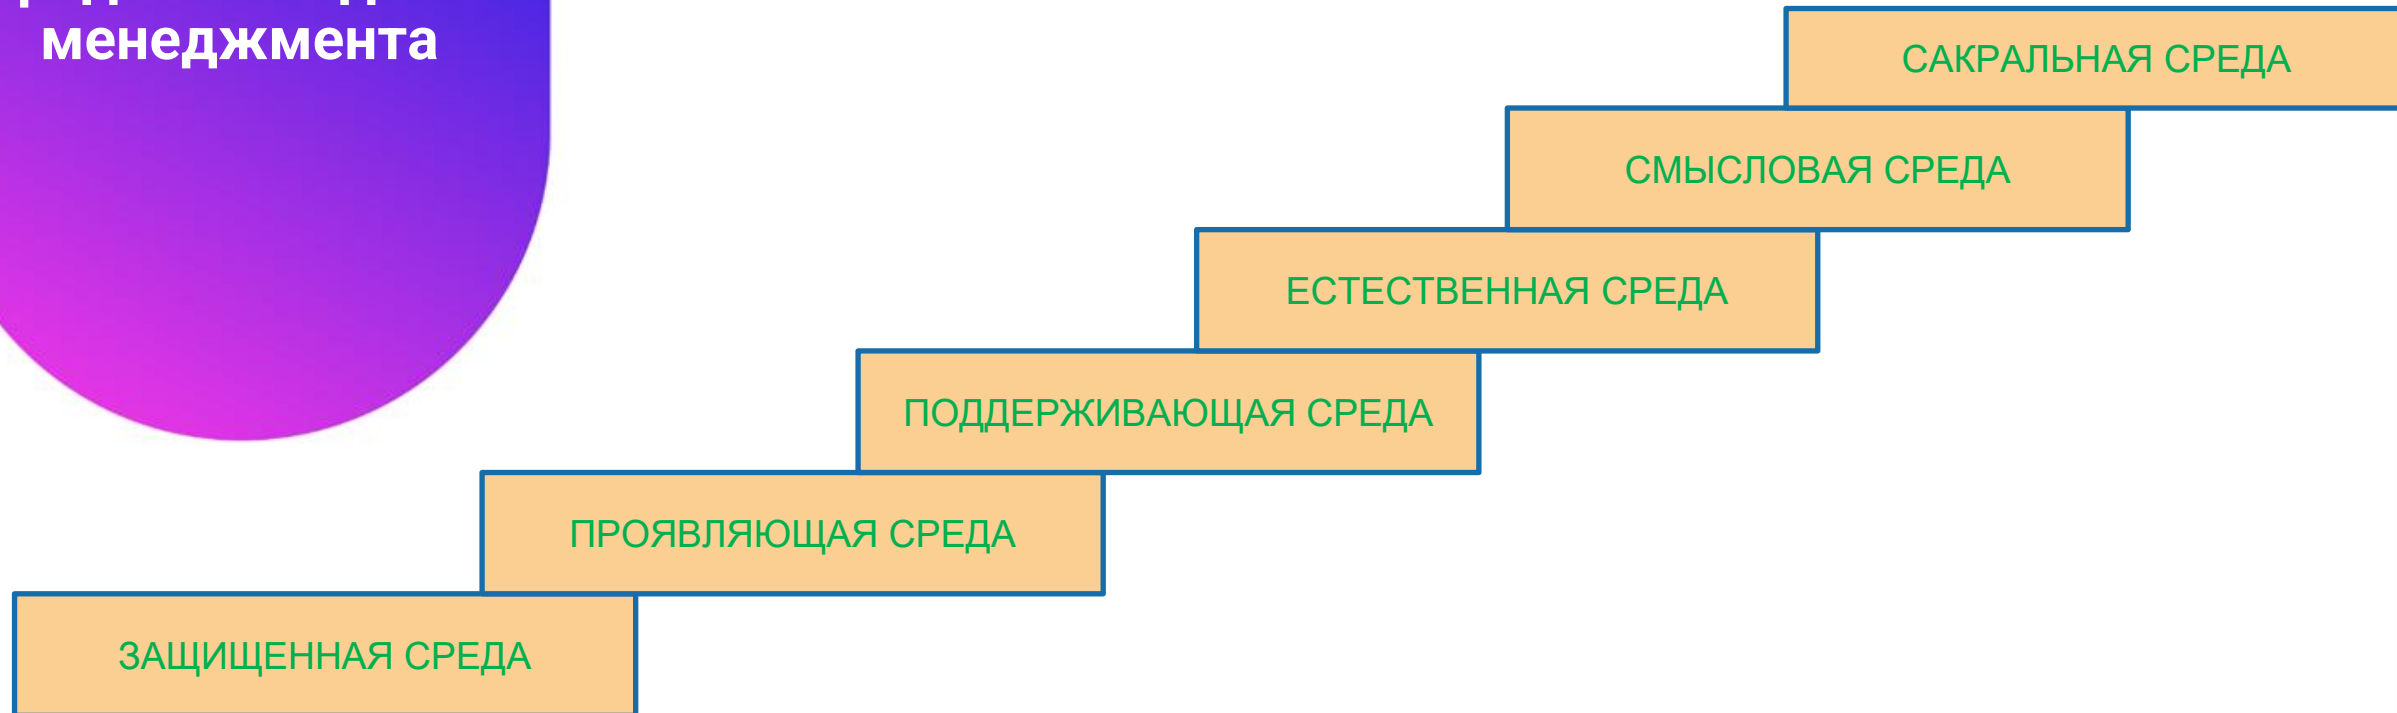 менеджмента
САКРАЛЬНАЯ СРЕДА
СМЫСЛОВАЯ СРЕДА
ЕСТЕСТВЕННАЯ СРЕДА
ПОДДЕРЖИВАЮЩАЯ СРЕДА
ПРОЯВЛЯЮЩАЯ СРЕДА
ЗАЩИЩЕННАЯ СРЕДА